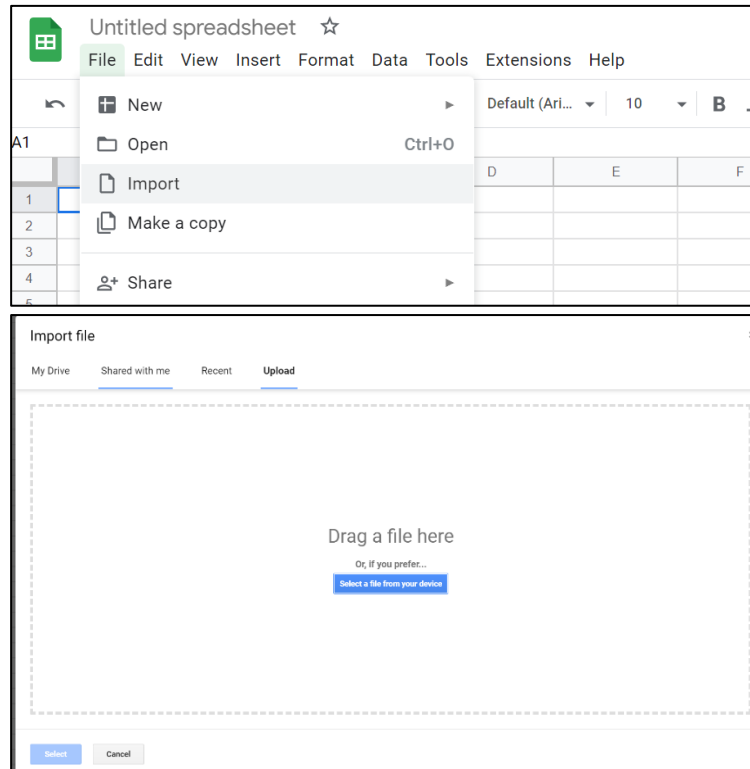 Untitled spreadsheet
File Edit View Insert Format Data Tools Extensions Help
New Default (Ari... 10 B
A1
Open Ctrl+O
D E F
Import
1
2 Make a copy
3
4 Share
5
Import file
My Drive Shared with me Recent Upload
Drag a file here
Or, if you prefer...
Select a file from your device
Select Cancel